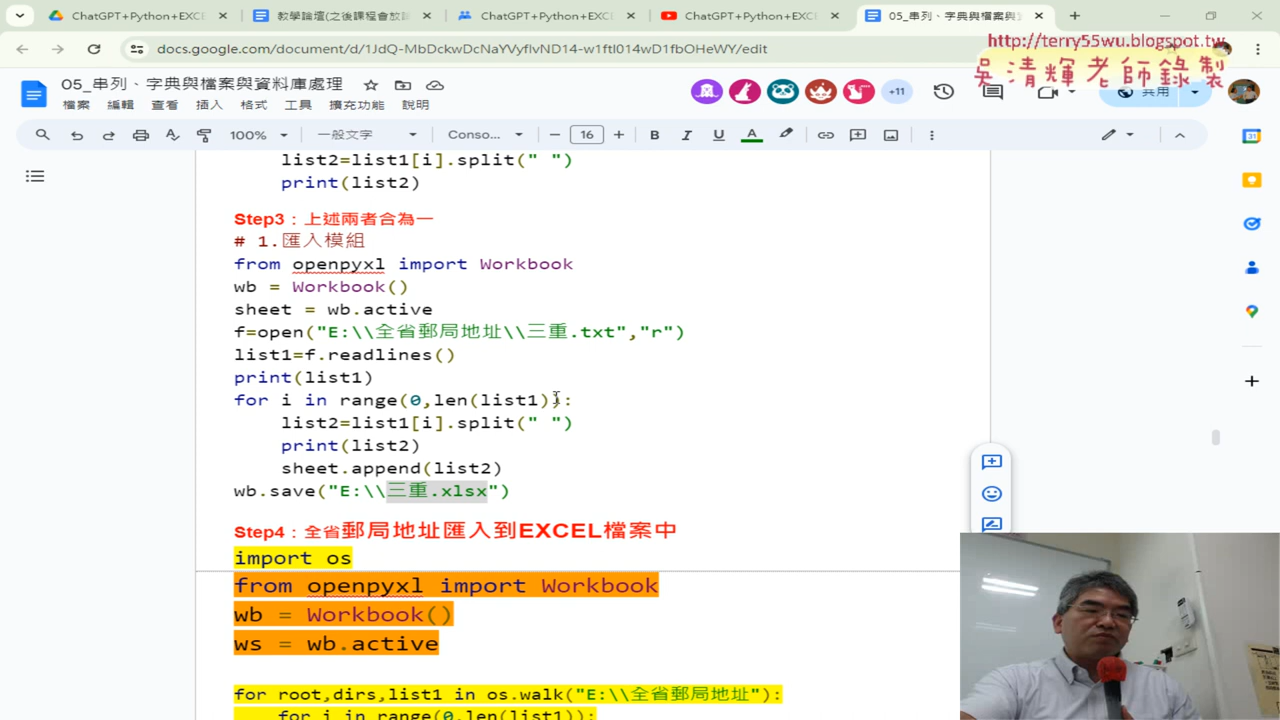 ChatGPT+Python+EXCE
教學論壇(之後課程會放
ChatGPT+Python+EXC
ChatGPT+Python+EXC
05_串列、字典與檔案與資
docs.google.com/document/d/1JdQ-MbDckwDcNaYVyfIvND14-w1ftI014wD1fbOHeWY/edit
http://terry55wu.blogspot.tw
吳清輝老師錄製
05_串列、字典與檔案與資料庫處理
共用
+11
檔案 編輯 查看 插入 格式 工具 擴充功能 說明
100% 一般文字 Conso... 16 B I U A
list2=list1[i].split(" ")
print(list2)
Step3：上述兩者合為一
# 1.匯入模組
from openpyxl import Workbook
wb = Workbook()
sheet = wb.active
f=open("E:\\全省郵局地址\\三重.txt","r")
list1=f.readlines()
print(list1)
for i in range(0,len(list1)):
list2=list1[i].split(" ")
print(list2)
sheet.append(list2)
wb.save("E:\\三重.xlsx")
Step4：全省郵局地址匯入到EXCEL檔案中
import os
from openpyxl import Workbook
wb = Workbook()
ws = wb.active
for root,dirs,list1 in os.walk("E:\\全省郵局地址"):
for i in range(0,len(list1)):